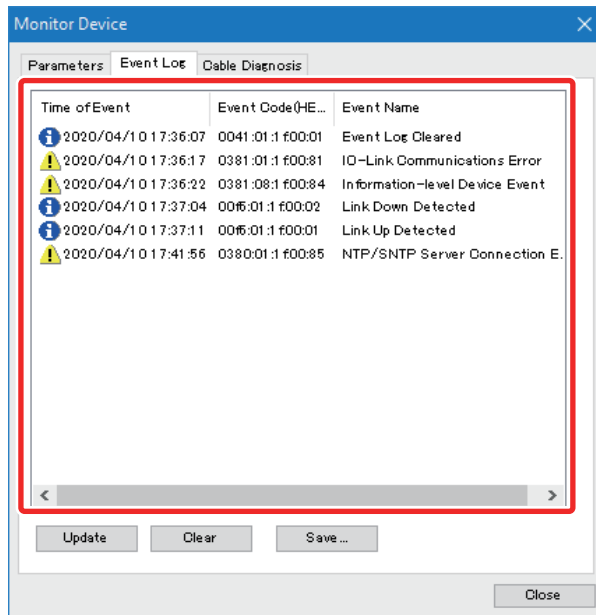 Monitor Device
Parameters Event Log Cable Diagnosis
Time of Event Event Code(HE... Event Name
2020/04/10 17:36:07 0041:01:1f00:01 Event Log Cleared
2020/04/10 17:36:17 0381:01:1f00:81 IO-Link Communications Error
2020/04/10 17:36:22 0381:08:1f00:84 Information-level Device Event
2020/04/10 17:37:04 00f5:01:1f00:02 Link Down Detected
2020/04/10 17:37:11 00f5:01:1f00:01 Link Up Detected
2020/04/10 17:41:56 0380:01:1f00:85 NTP/SNTP Server Connection E.
Update Clear Save...
Close